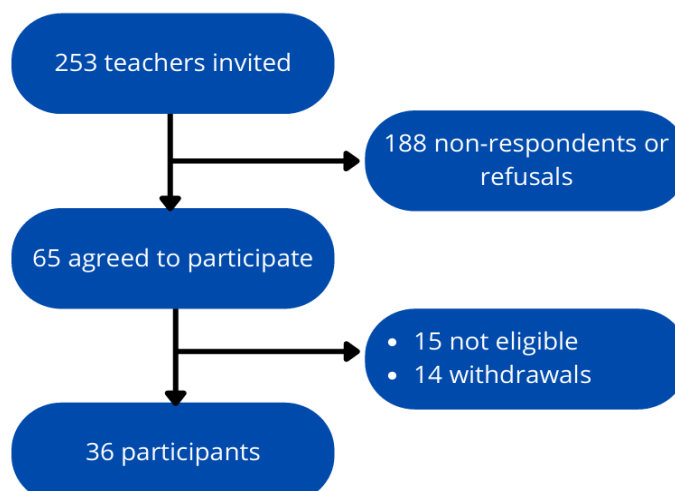 253 teachers invited
188 non-respondents or
refusals
65 agreed to participate
• 15 not eligible
• 14 withdrawals
36 participants